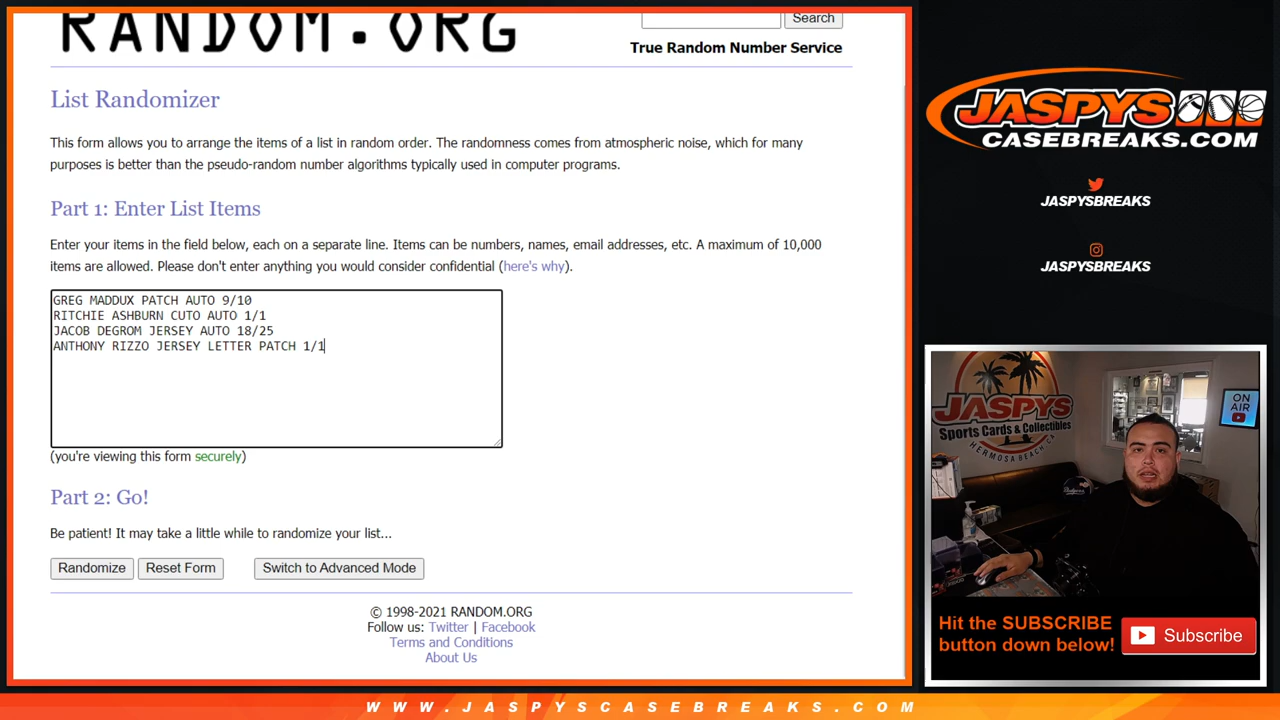 RANDOM.ORG
Search
True Random Number Service
List Randomizer
This form allows you to arrange the items of a list in random order. The randomness comes from atmospheric noise, which for many
purposes is better than the pseudo-random number algorithms typically used in computer programs.
Part 1: Enter List Items
Enter your items in the field below, each on a separate line. Items can be numbers, names, email addresses, etc. A maximum of 10,000
items are allowed. Please don't enter anything you would consider confidential (here's why).
GREG MADDUX PATCH AUTO 9/10
RITCHIE ASHBURN CUTO AUTO 1/1
JACOB DEGROM JERSEY AUTO 18/25
ANTHONY RIZZO JERSEY LETTER PATCH 1/1
(you're viewing this form securely)
Part 2: Go!
Be patient! It may take a little while to randomize your list...
Randomize
Reset Form
Switch to Advanced Mode
© 1998-2021 RANDOM.ORG
Follow us: Twitter | Facebook
Terms and Conditions
About Us
JASPYS
CASEBREAKS.COM
JASPYSBREAKS
JASPYSBREAKS
JASPYS
Sports Cards & Collectibles
HERMOSA BEACH, CA
ON
AIR
Hit the SUBSCRIBE
button down below!
Subscribe
WWW.JASPYSCASEBREAKS.COM